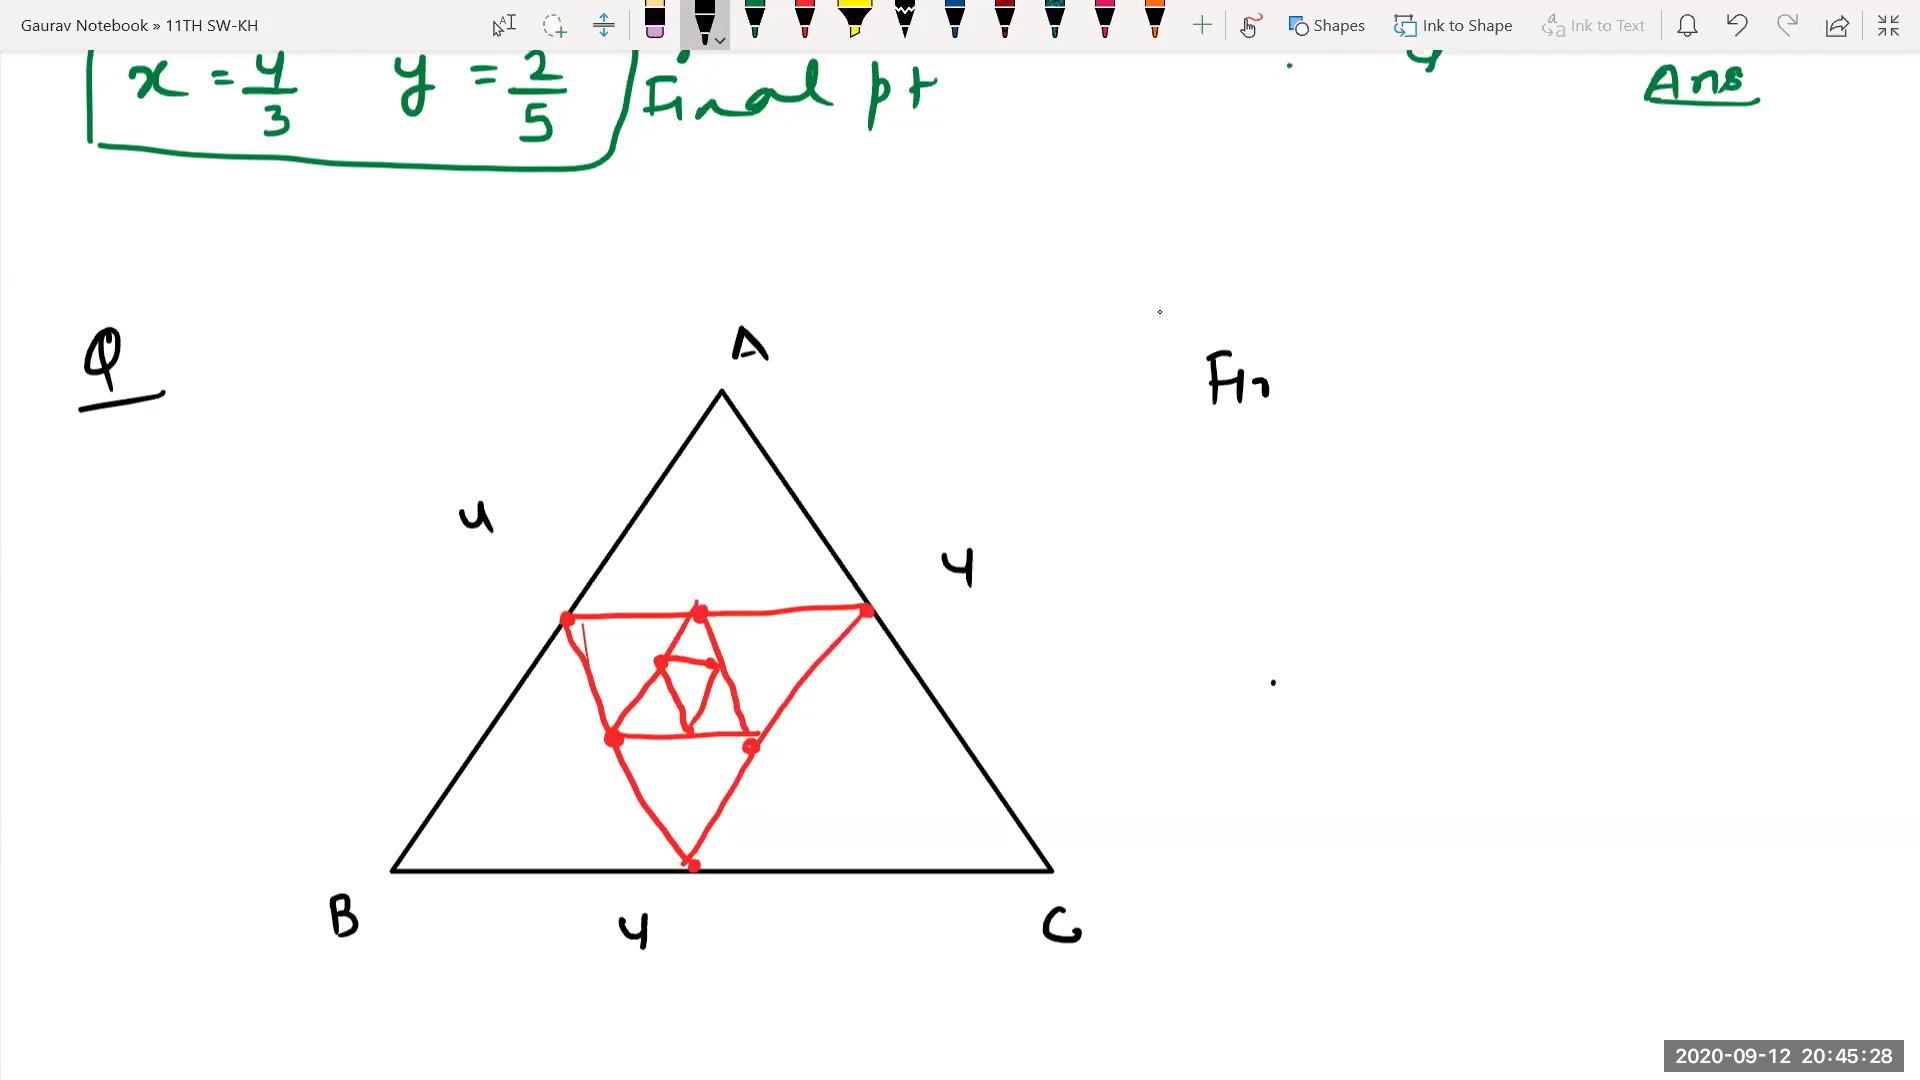 Gaurav Notebook » 11TH SW-KH
Shapes
Ink to Shape
Ink to Text
x = 4/3 y = 2/5 Final pt
Ans
Q
A
Fin
4
4
B
4
C
2020-09-12 20:45:28